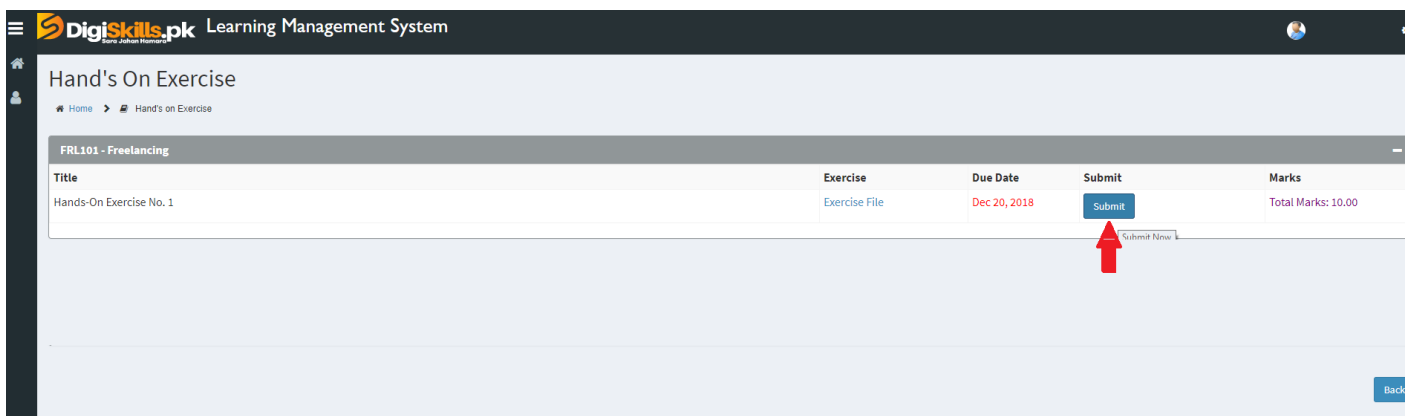 DigiSkills.pk Learning Management System
Sara Jahan Hamara
Hand's On Exercise
Home Hand's on Exercise
FRL101 - Freelancing
Title Exercise Due Date Submit Marks
Hands-On Exercise No. 1 Exercise File Dec 20, 2018 Submit Total Marks: 10.00
Submit Now
Back